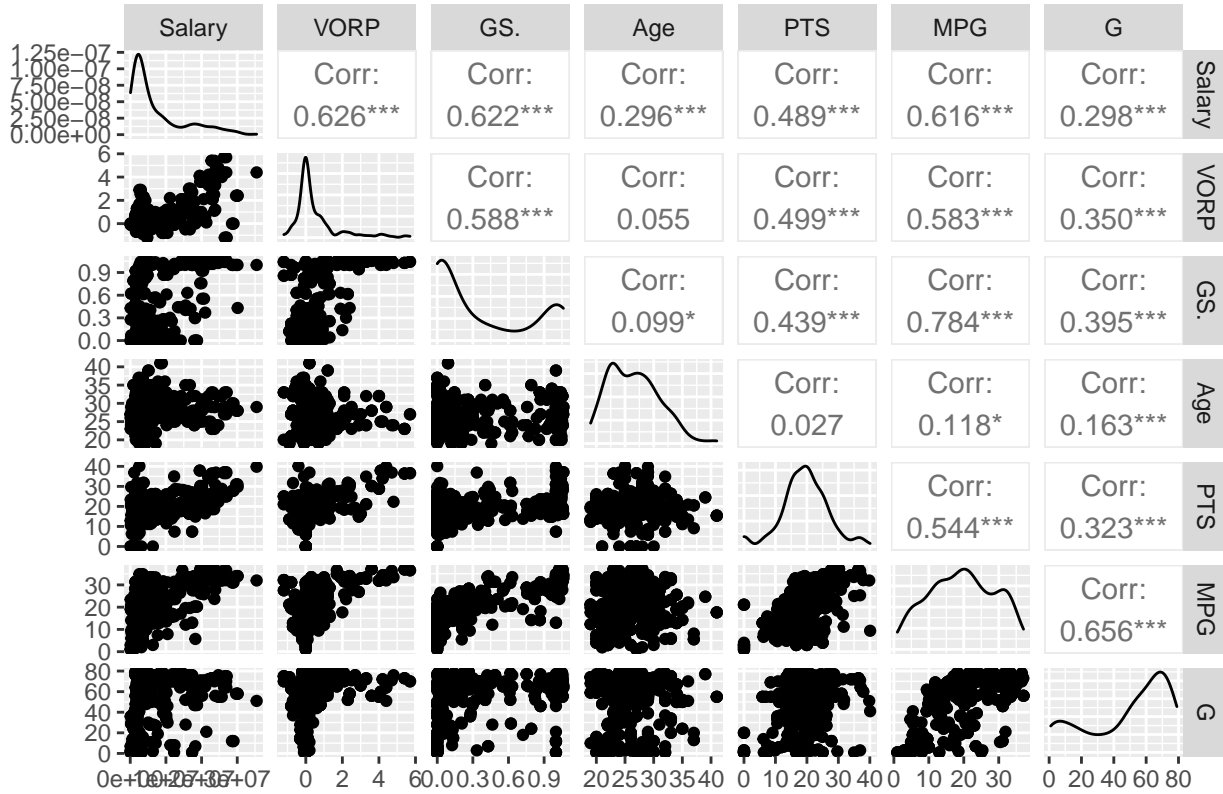 Salary VORP GS. Age PTS MPG G
1.25e−07
1.00e−07
7.50e−08
5.00e−08
2.50e−08
0.00e+00
Corr:
0.626***
Corr:
0.622***
Corr:
0.296***
Corr:
0.489***
Corr:
0.616***
Corr:
0.298***
Salary
6
4
2
0
Corr:
0.588***
Corr:
0.055
Corr:
0.499***
Corr:
0.583***
Corr:
0.350***
VORP
0.9
0.6
0.3
0.0
Corr:
0.099*
Corr:
0.439***
Corr:
0.784***
Corr:
0.395***
GS.
40
35
30
25
20
Corr:
0.027
Corr:
0.118*
Corr:
0.163***
Age
40
30
20
10
0
Corr:
0.544***
Corr:
0.323***
PTS
30
20
10
0
Corr:
0.656***
MPG
80
60
40
20
0
G
0 2 4 6
0.0 0.3 0.6 0.9
20 25 30 35 40
0 10 20 30 40
0 10 20 30
0 20 40 60 80